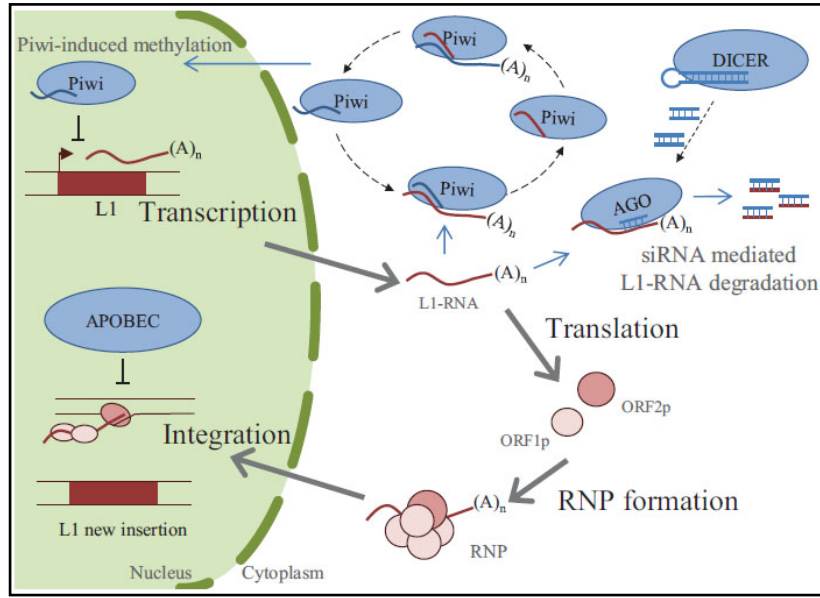 Piwi-induced methylation
Piwi
(A)n
L1
Transcription
Piwi
(A)n
Piwi
Piwi
Piwi
(A)n
DICER
AGO
(A)n
siRNA mediated
L1-RNA degradation
(A)n
L1-RNA
Translation
APOBEC
ORF2p
ORF1p
Integration
RNP formation
(A)n
RNP
L1 new insertion
Nucleus
Cytoplasm